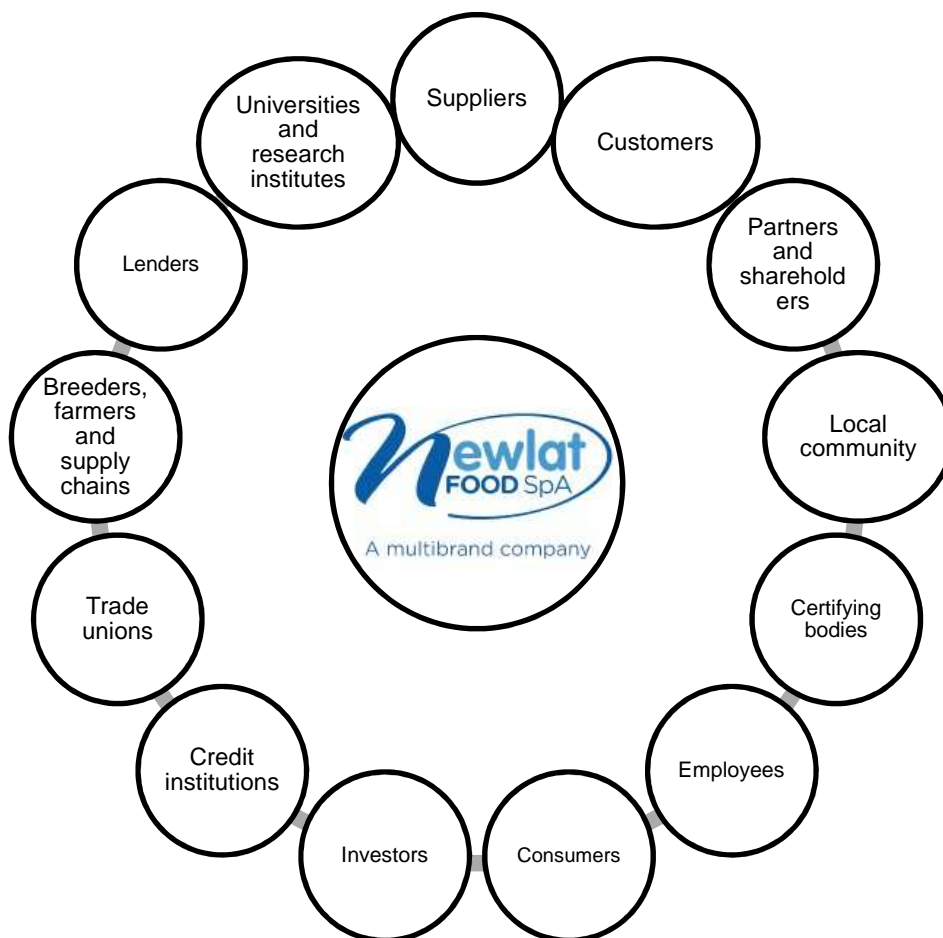 Suppliers
Universities
and
research
institutes
Customers
Partners
and
sharehold
ers
Lenders
Breeders,
farmers
and
supply
chains
Newlat
FOOD SpA
A multibrand company
Local
community
Trade
unions
Certifying
bodies
Credit
institutions
Employees
Investors
Consumers